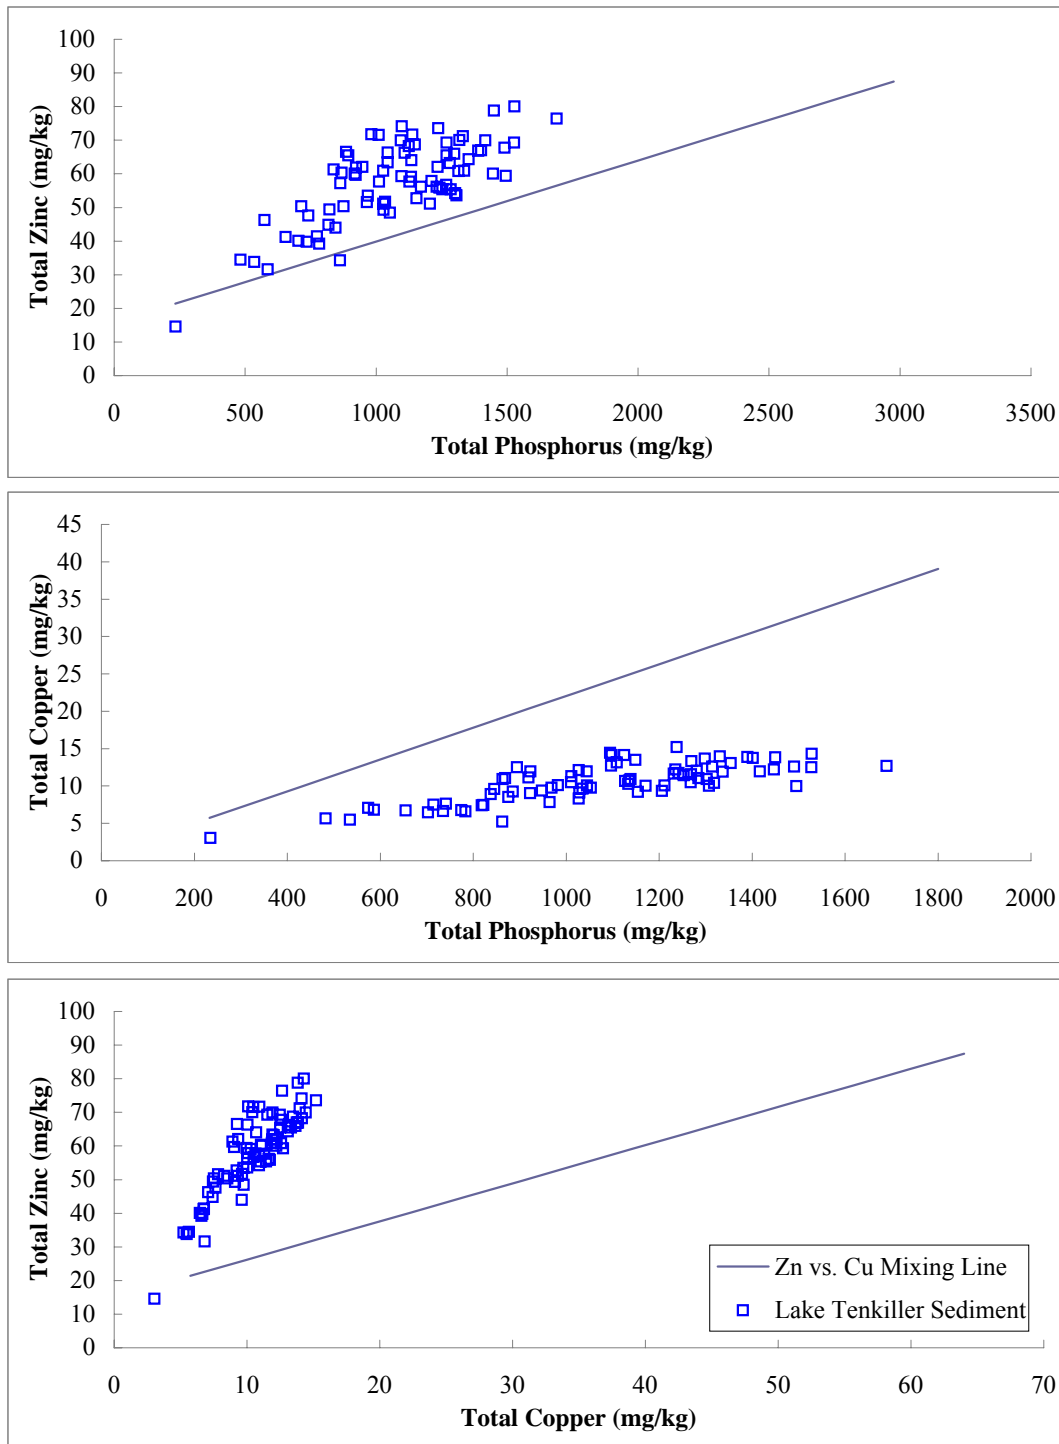 100
90
80
70
60
50
40
30
20
10
0
Total Zinc (mg/kg)
0 500 1000 1500 2000 2500 3000 3500
Total Phosphorus (mg/kg)
45
40
35
30
25
20
15
10
5
0
Total Copper (mg/kg)
0 200 400 600 800 1000 1200 1400 1600 1800 2000
Total Phosphorus (mg/kg)
100
90
80
70
60
50
40
30
20
10
0
Total Zinc (mg/kg)
Zn vs. Cu Mixing Line
Lake Tenkiller Sediment
0 10 20 30 40 50 60 70
Total Copper (mg/kg)